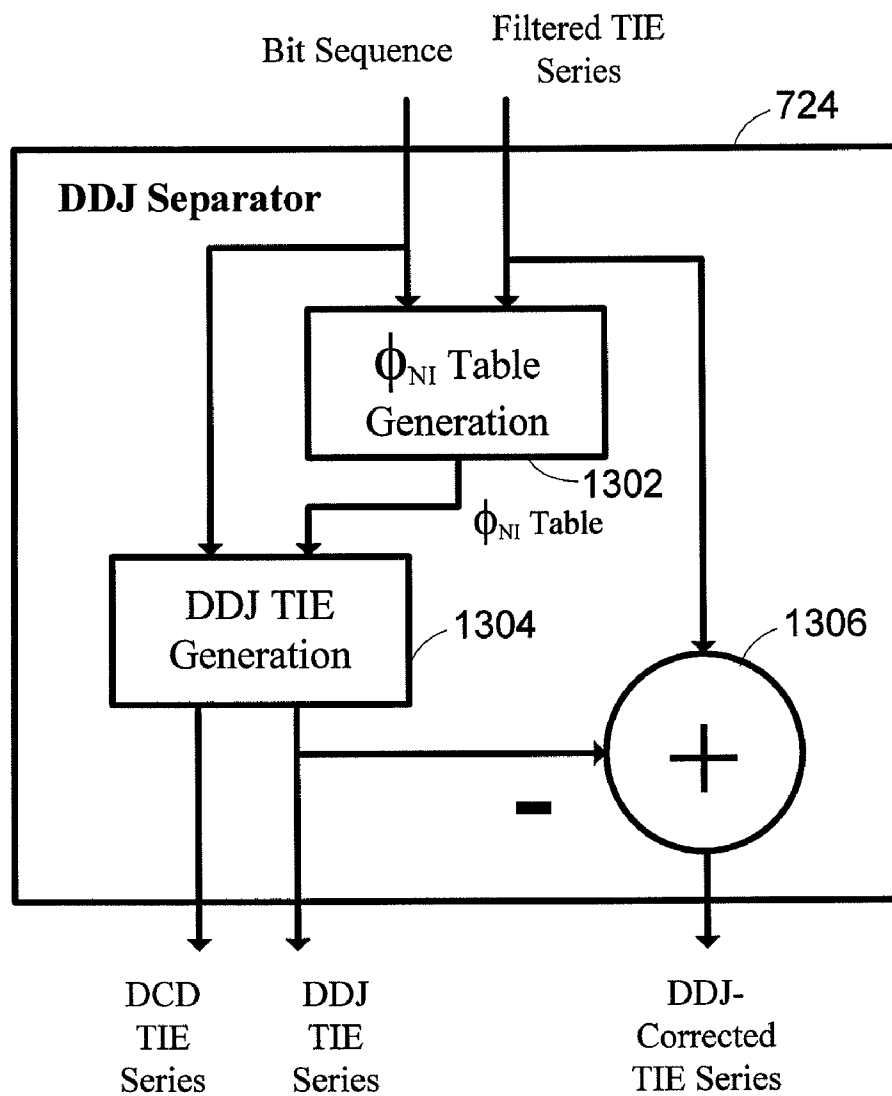 Bit Sequence
Filtered TIE
Series
724
DDJ Separator
ϕNI Table
Generation
1302
ϕNI Table
DDJ TIE
Generation
1304
1306
+
-
DCD
TIE
Series
DDJ
TIE
Series
DDJ-
Corrected
TIE Series